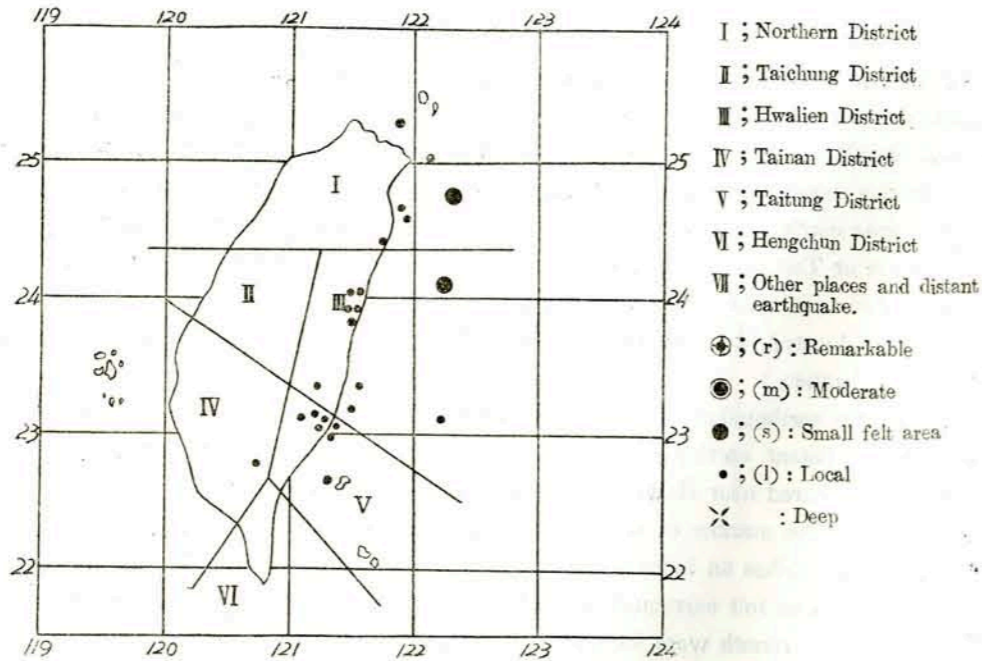 119 120 121 122 123 124
I ; Northern District
II ; Taichung District
III ; Hwalien District
IV ; Tainan District
V ; Taitung District
VI ; Hengchun District
VII ; Other places and distant
earthquake.
; (r) : Remarkable
; (m) : Moderate
; (s) : Small felt area
; (l) : Local
: Deep
25 25
I
24 24
II III
23 23
IV
V
22 22
VI
119 120 121 122 123 124